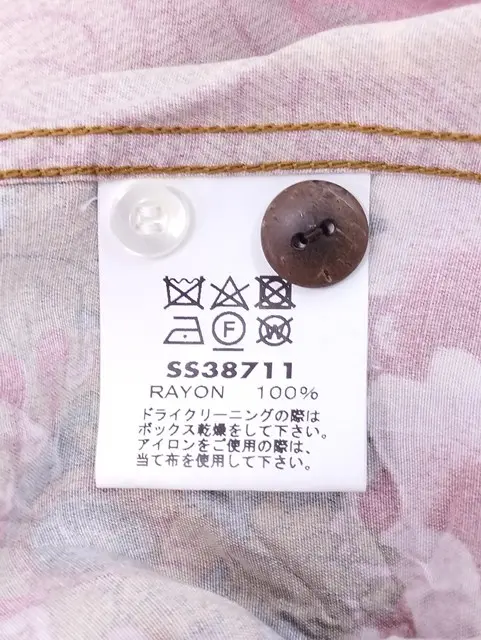 F W
SS38711
RAYON 100%
ドライクリーニングの際は
ボックス乾燥をして下さい。
アイロンをご使用の際は、
当て布を使用して下さい。